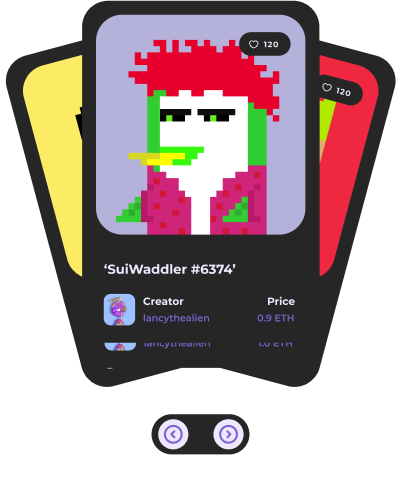 120
120
‘SuiWaddler #6374’
Creator Price
lancythealien 0.9 ETH
lancythealien 1.0 ETH